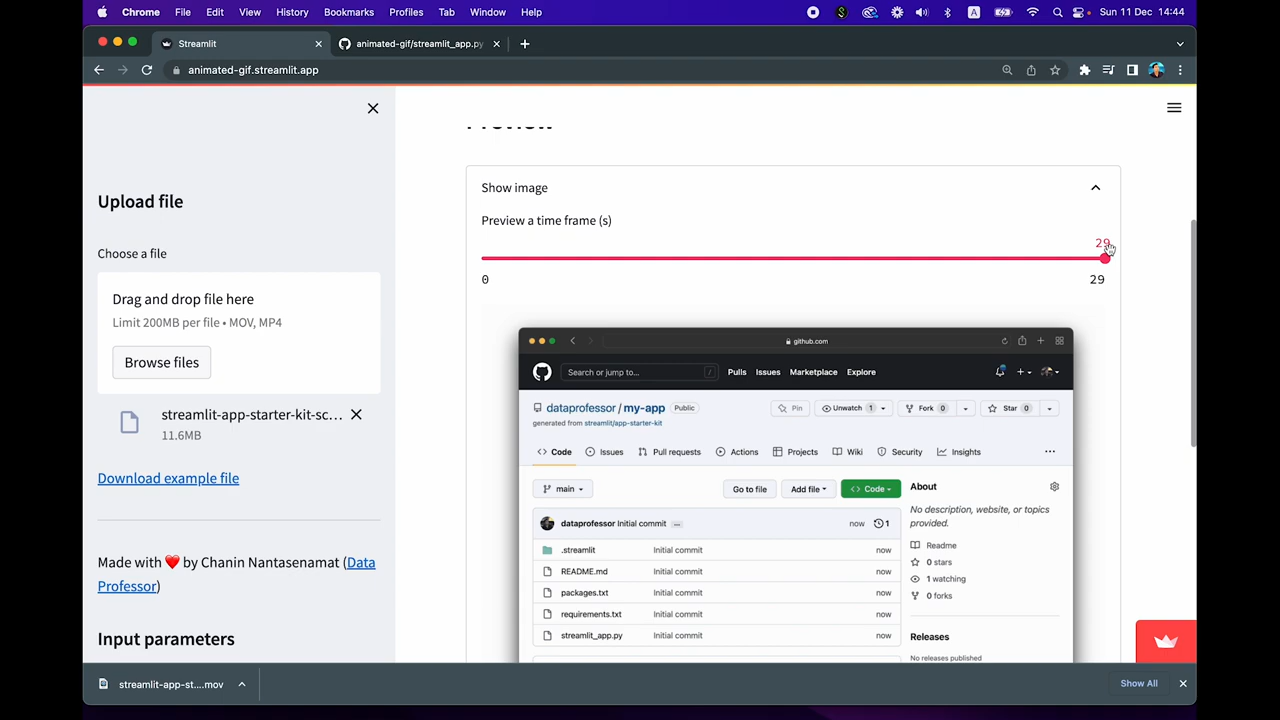 Chrome File Edit View History Bookmarks Profiles Tab Window Help
A Sun 11 Dec 14:44
Streamlit
animated-gif/streamlit_app.py
animated-gif.streamlit.app
Upload file
Choose a file
Drag and drop file here
Limit 200MB per file • MOV, MP4
Browse files
streamlit-app-starter-kit-sc...
11.6MB
Download example file
Made with ❤️ by Chanin Nantasenamat (Data
Professor)
Input parameters
Preview
Show image
Preview a time frame (s)
29
0
29
github.com
Search or jump to... /
Pulls Issues Marketplace Explore
dataprofessor / my-app Public
Pin
Unwatch 1
Fork 0
Star 0
generated from streamlit/app-starter-kit
Code Issues Pull requests Actions Projects Wiki Security Insights ...
main
Go to file
Add file
Code
About
No description, website, or topics
provided.
dataprofessor Initial commit ... now 1
.streamlit Initial commit now
README.md Initial commit now
packages.txt Initial commit now
requirements.txt Initial commit now
streamlit_app.py Initial commit now
Readme
0 stars
1 watching
0 forks
Releases
No releases published
streamlit-app-st....mov
Show All